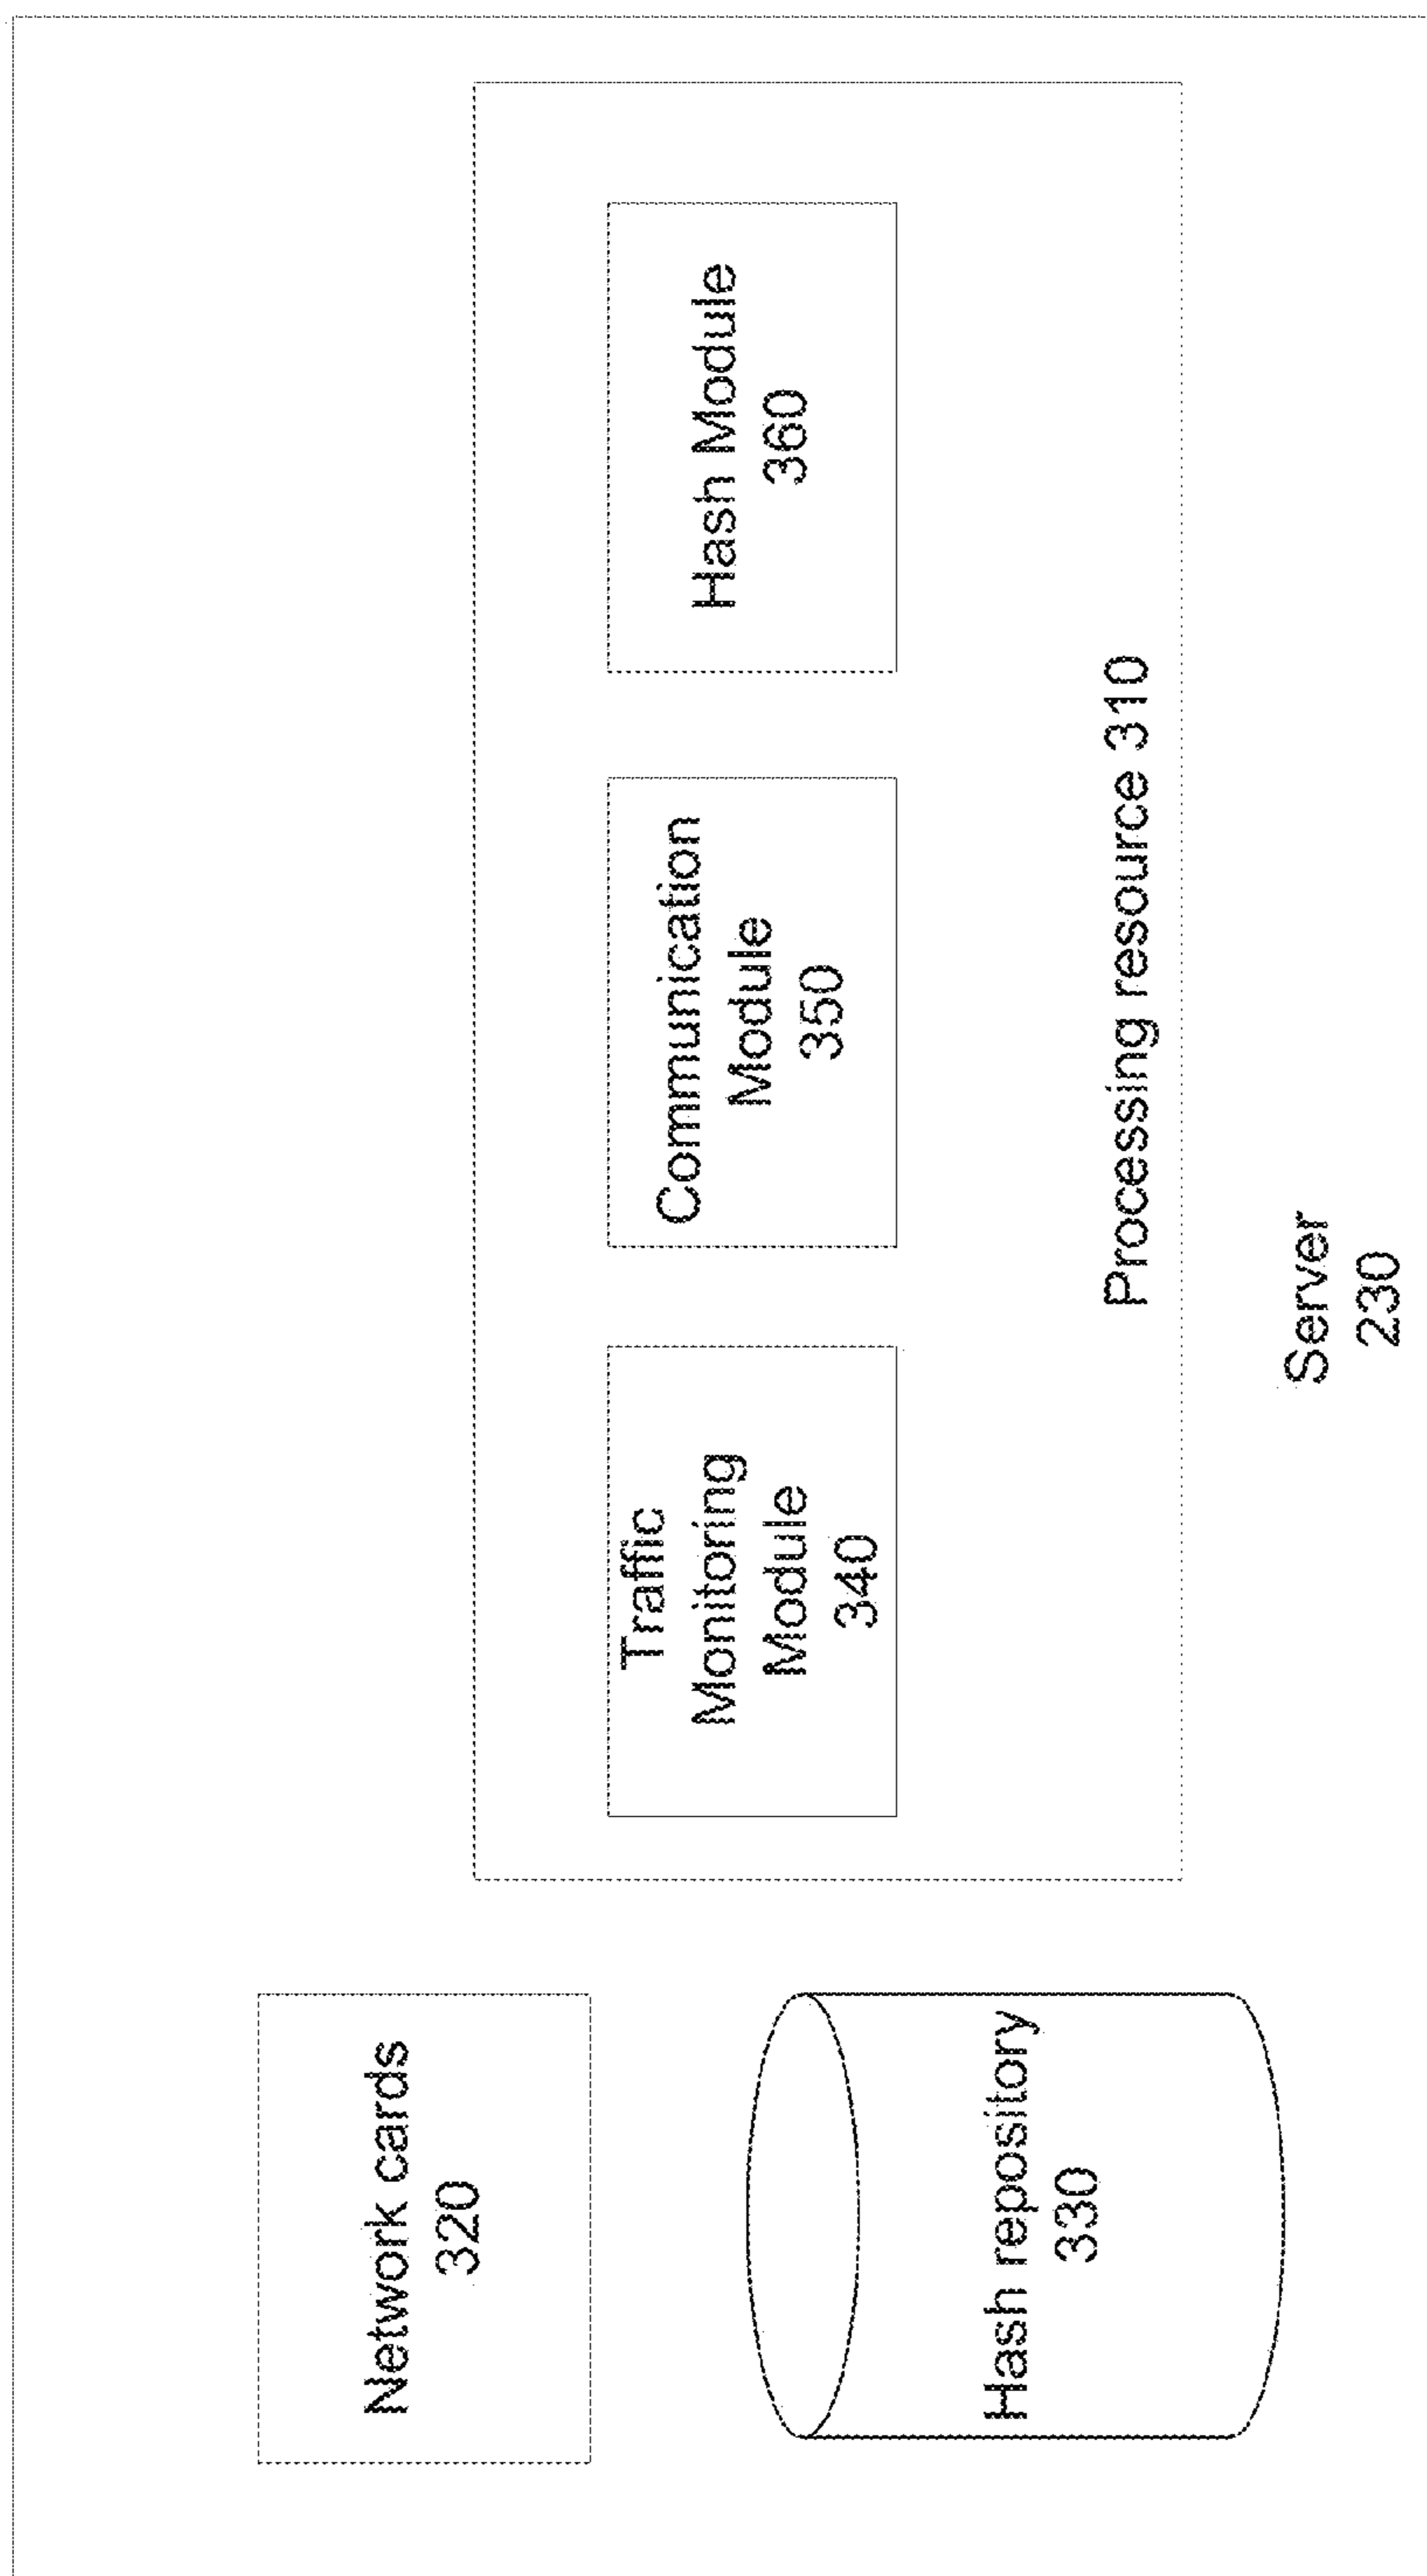 Network cards
320
Hash repository
330
Traffic
Monitoring
Module
340
Communication
Module
350
Hash Module
360
Processing resource 310
Server
230